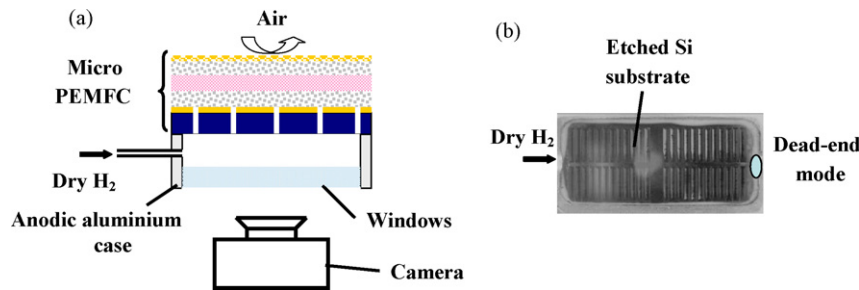 (a)
Air
Micro
PEMFC
Dry H₂
Anodic aluminium
case
Windows
Camera
(b)
Etched Si
substrate
Dry H₂
Dead-end
mode